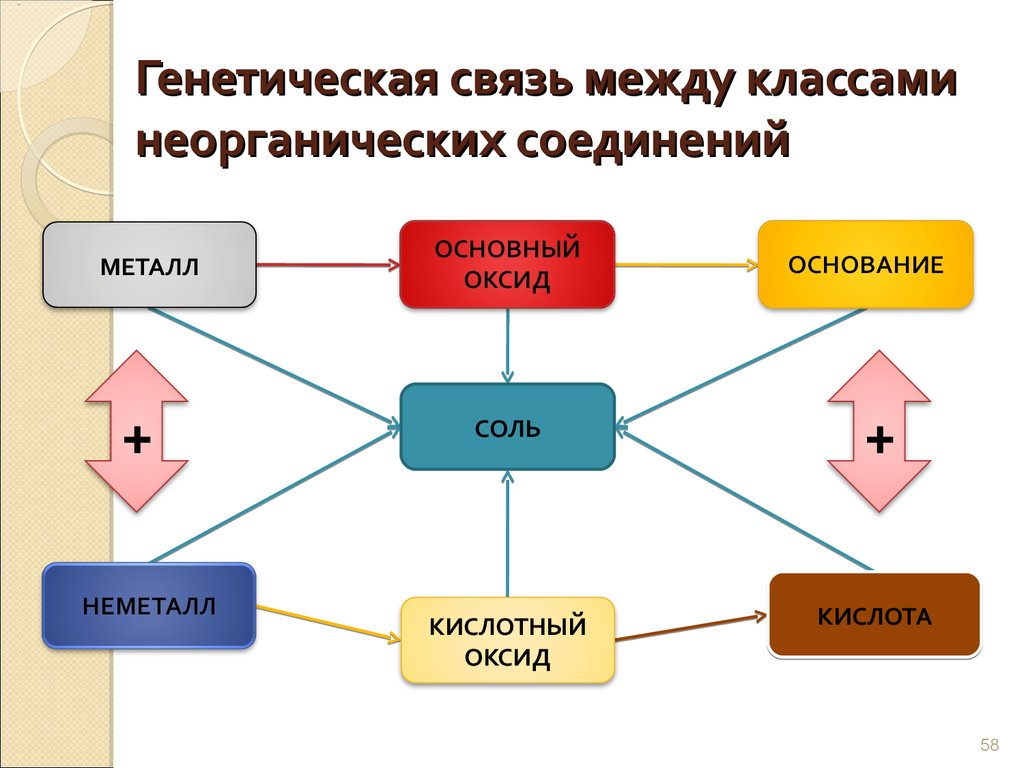 Генетическая связь между классами
неорганических соединений
МЕТАЛЛ
ОСНОВНЫЙ
ОКСИД
ОСНОВАНИЕ
+
СОЛЬ
+
НЕМЕТАЛЛ
КИСЛОТНЫЙ
ОКСИД
КИСЛОТА
58